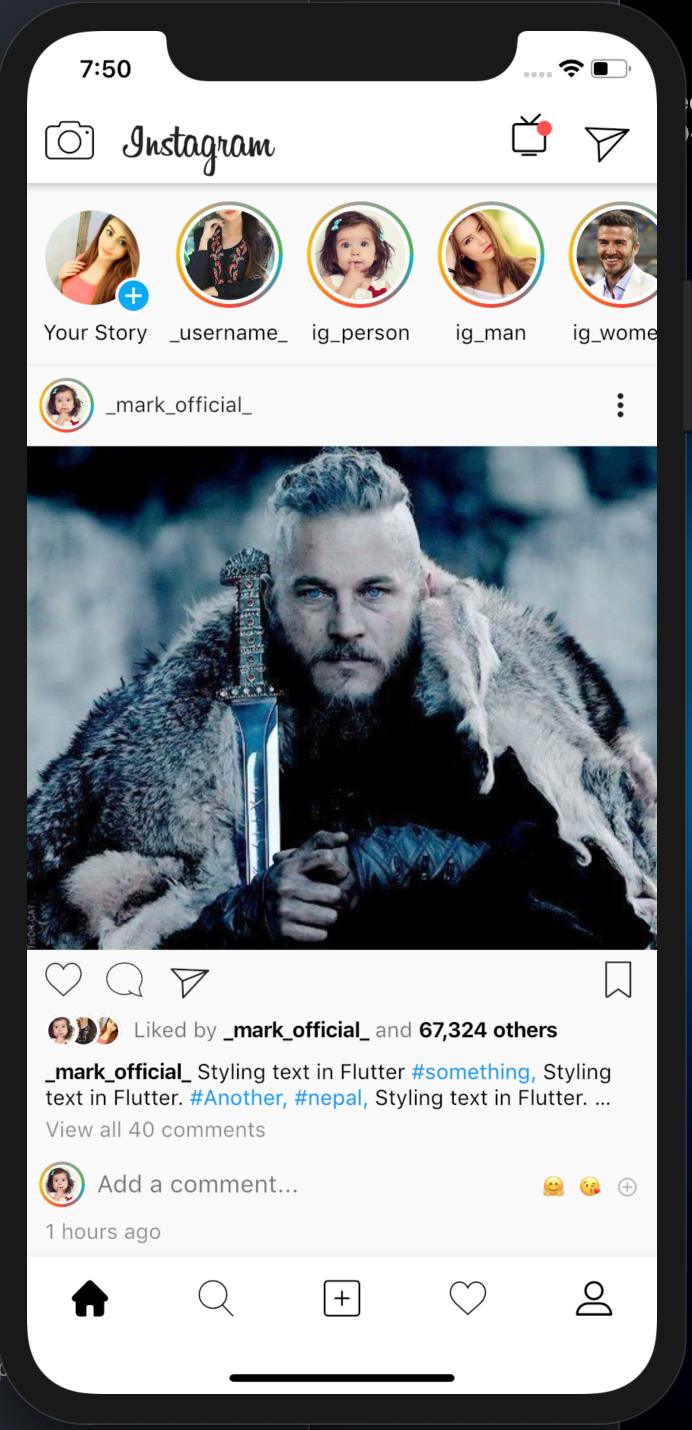 7:50
Instagram
Your Story
_username_
ig_person
ig_man
ig_wome
_mark_official_
THOR.CAT
Liked by _mark_official_ and 67,324 others
_mark_official_ Styling text in Flutter #something, Styling
text in Flutter. #Another, #nepal, Styling text in Flutter. ...
View all 40 comments
Add a comment...
1 hours ago